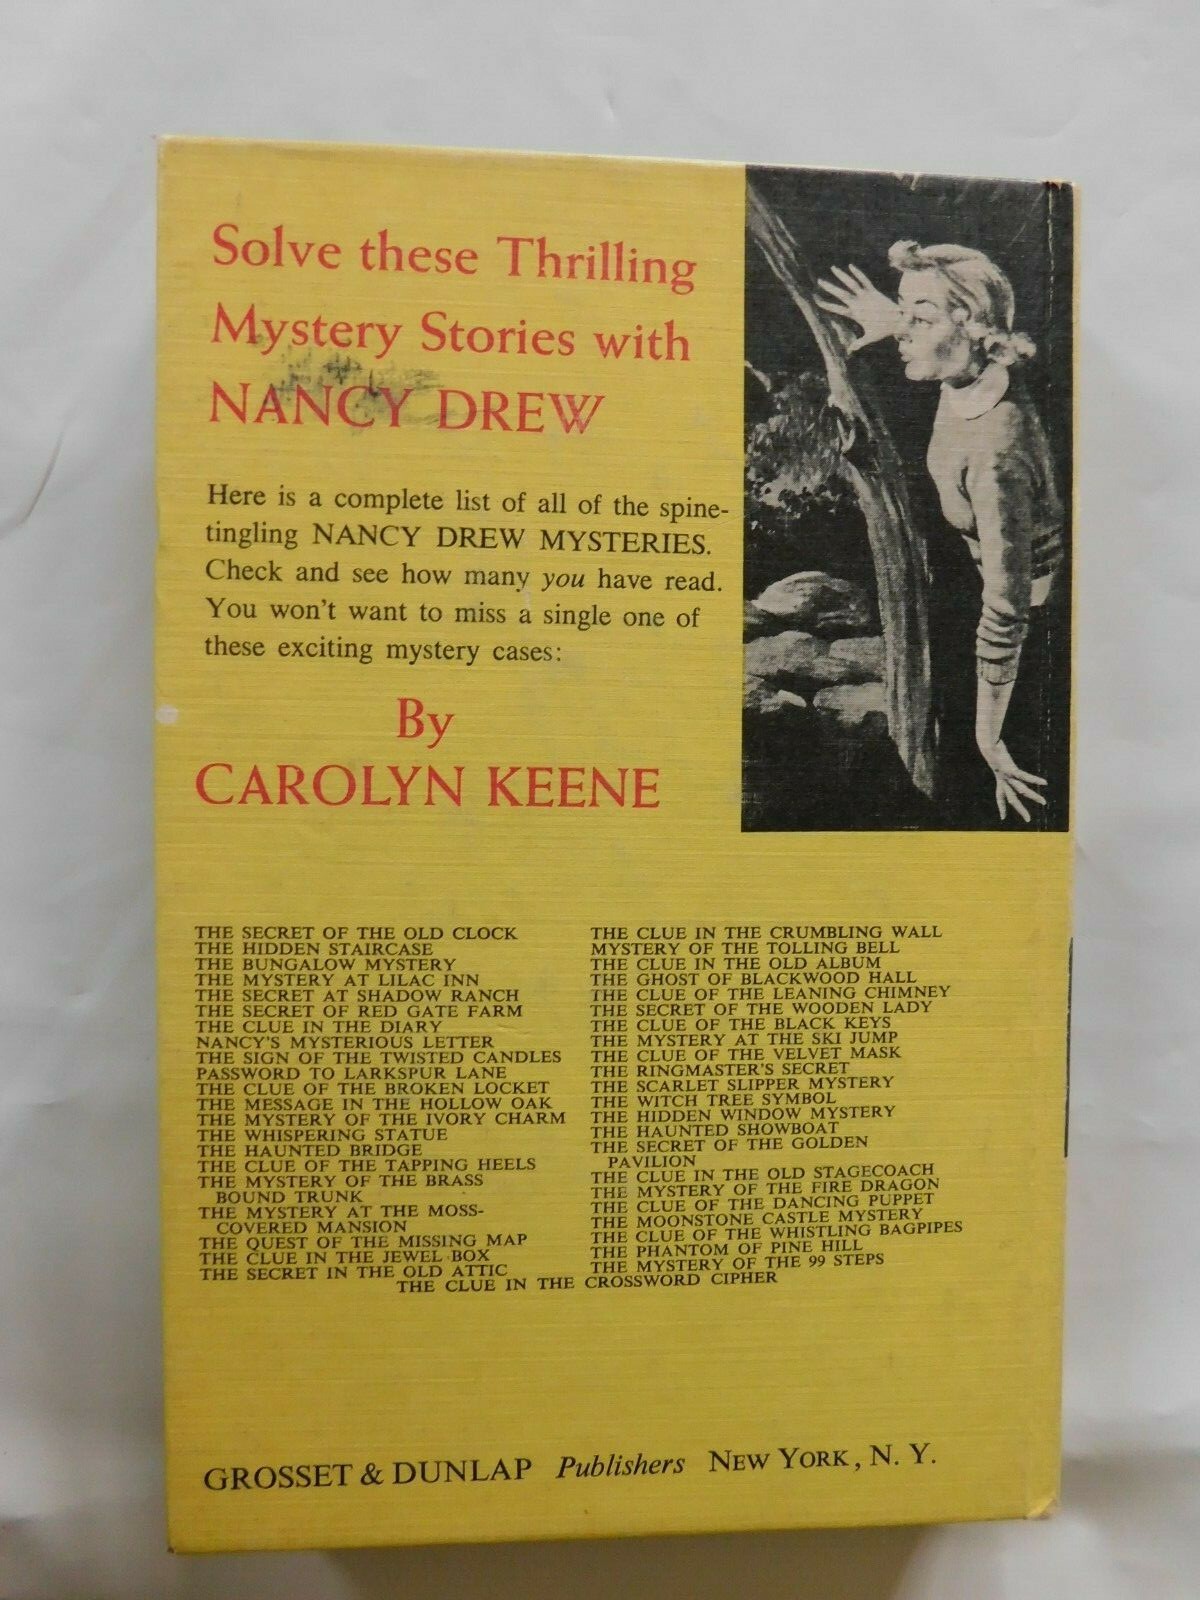 Solve these Thrilling
Mystery Stories with
NANCY DREW
Here is a complete list of all of the spine-
tingling NANCY DREW MYSTERIES.
Check and see how many you have read.
You won't want to miss a single one of
these exciting mystery cases:
By
CAROLYN KEENE
THE SECRET OF THE OLD CLOCK
THE HIDDEN STAIRCASE
THE BUNGALOW MYSTERY
THE MYSTERY AT LILAC INN
THE SECRET AT SHADOW RANCH
THE SECRET OF RED GATE FARM
THE CLUE IN THE DIARY
NANCY'S MYSTERIOUS LETTER
THE SIGN OF THE TWISTED CANDLES
PASSWORD TO LARKSPUR LANE
THE CLUE OF THE BROKEN LOCKET
THE MESSAGE IN THE HOLLOW OAK
THE MYSTERY OF THE IVORY CHARM
THE WHISPERING STATUE
THE HAUNTED BRIDGE
THE CLUE OF THE TAPPING HEELS
THE MYSTERY OF THE BRASS
BOUND TRUNK
THE MYSTERY AT THE MOSS-
COVERED MANSION
THE QUEST OF THE MISSING MAP
THE CLUE IN THE JEWEL BOX
THE SECRET IN THE OLD ATTIC
THE CLUE IN THE CRUMBLING WALL
MYSTERY OF THE TOLLING BELL
THE CLUE IN THE OLD ALBUM
THE GHOST OF BLACKWOOD HALL
THE CLUE OF THE LEANING CHIMNEY
THE SECRET OF THE WOODEN LADY
THE CLUE OF THE BLACK KEYS
THE MYSTERY AT THE SKI JUMP
THE CLUE OF THE VELVET MASK
THE RINGMASTER'S SECRET
THE SCARLET SLIPPER MYSTERY
THE WITCH TREE SYMBOL
THE HIDDEN WINDOW MYSTERY
THE HAUNTED SHOWBOAT
THE SECRET OF THE GOLDEN
PAVILION
THE CLUE IN THE OLD STAGECOACH
THE MYSTERY OF THE FIRE DRAGON
THE CLUE OF THE DANCING PUPPET
THE MOONSTONE CASTLE MYSTERY
THE CLUE OF THE WHISTLING BAGPIPES
THE PHANTOM OF PINE HILL
THE MYSTERY OF THE 99 STEPS
THE CLUE IN THE CROSSWORD CIPHER
GROSSET & DUNLAP Publishers NEW YORK, N. Y.